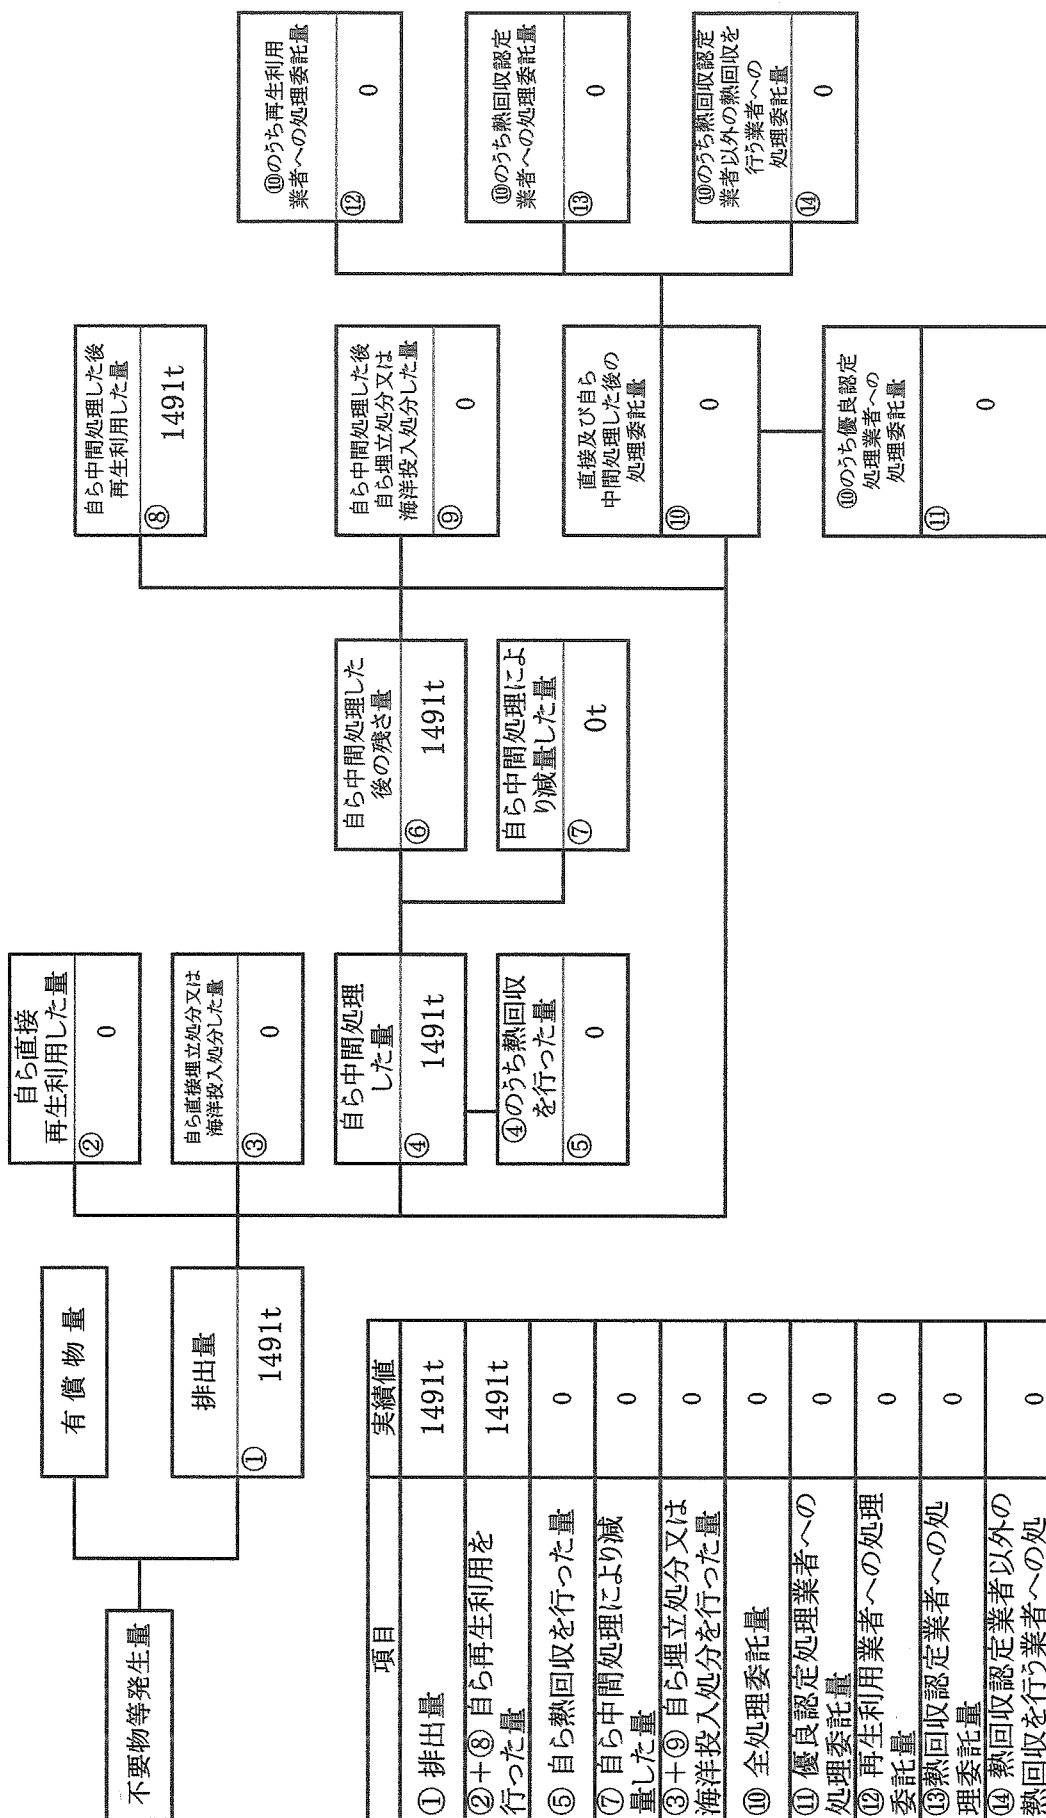 不要物等発生量
有償物量
排出量
①
1491t
自ら直接
再生利用した量
②
0
自ら直接埋立処分又は
海洋投入処分した量
③
0
自ら中間処理
した量
④
1491t
④のうち熱回収
を行った量
⑤
0
自ら中間処理した
後の残さ量
⑥
1491t
自ら中間処理によ
り減量した量
⑦
0t
自ら中間処理した後
再生利用した量
⑧
1491t
自ら中間処理した後
自ら埋立処分又は
海洋投入処分した量
⑨
0
直接及び自ら
中間処理した後の
処理委託量
⑩
0
⑩のうち優良認定
処理業者への
処理委託量
⑪
0
⑩のうち再生利用
業者への処理委託量
⑫
0
⑩のうち熱回収認定
業者への処理委託量
⑬
0
⑩のうち熱回収認定
業者以外の熱回収を
行う業者への
処理委託量
⑭
0
項目
実績値
①排出量
1491t
②+⑧ 自ら再生利用を
行った量
1491t
⑤ 自ら熱回収を行った量
0
⑦ 自ら中間処理により減
量した量
0
③+⑨ 自ら埋立処分又は
海洋投入処分を行った量
0
⑩ 全処理委託量
0
⑪ 優良認定処理業者への
処理委託量
0
⑫ 再生利用業者への処理
委託量
0
⑬熱回収認定業者への処
理委託量
0
⑭ 熱回収認定業者以外の
熱回収を行う業者への処
0